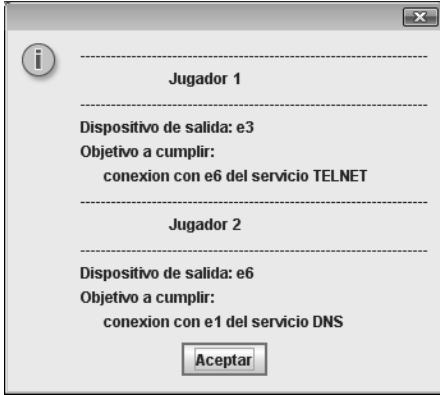 ----------------------------------------------------------------------
Jugador 1
----------------------------------------------------------------------
Dispositivo de salida: e3
Objetivo a cumplir:
conexion con e6 del servicio TELNET
----------------------------------------------------------------------
Jugador 2
----------------------------------------------------------------------
Dispositivo de salida: e6
Objetivo a cumplir:
conexion con e1 del servicio DNS
Aceptar